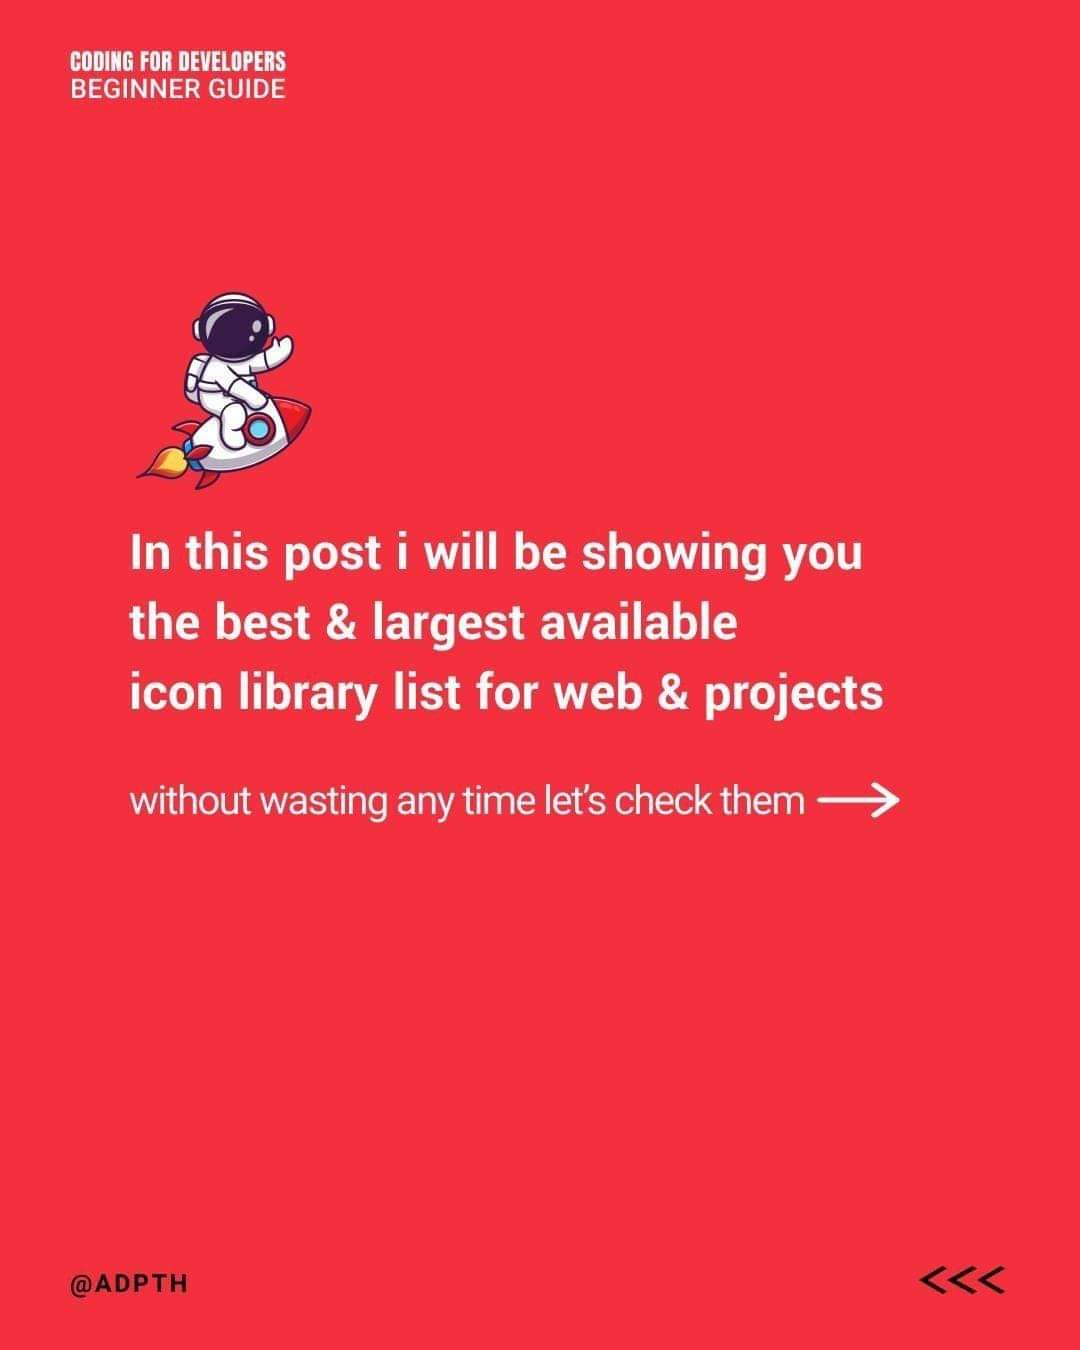 CODING FOR DEVELOPERS
BEGINNER GUIDE
In this post i will be showing you
the best & largest available
icon library list for web & projects
without wasting any time let's check them
@ADPTH